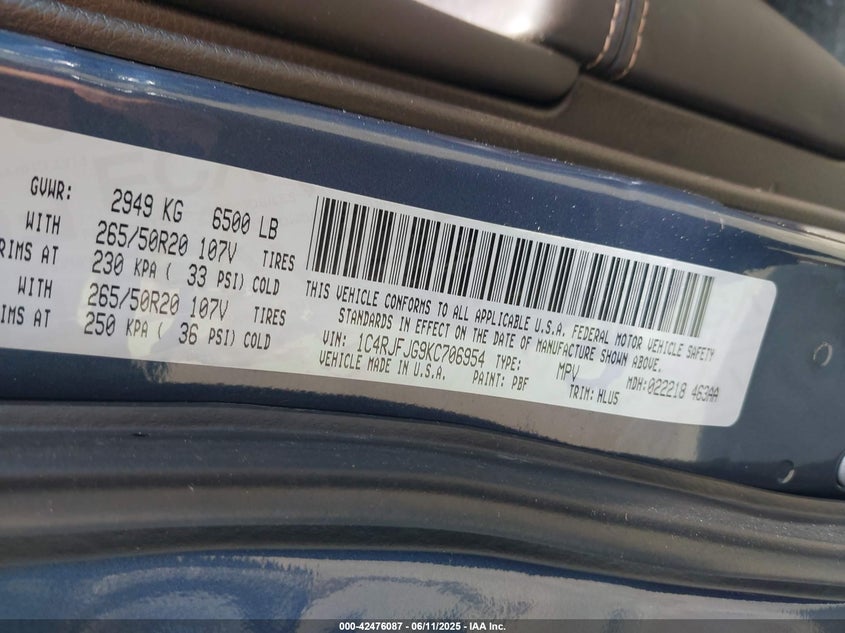 GVWR: 2949 KG 6500 LB
WITH 265/50R20 107V TIRES
RIMS AT 230 KPA ( 33 PSI) COLD
WITH 265/50R20 107V TIRES
IMS AT 250 KPA ( 36 PSI) COLD
THIS VEHICLE CONFORMS TO ALL APPLICABLE U.S.A. FEDERAL MOTOR VEHICLE SAFETY
STANDARDS IN EFFECT ON THE DATE OF MANUFACTURE SHOWN ABOVE.
VIN: 1C4RJFJG9KC706954 TYPE: MPV MDH:022218 463AA
VEHICLE MADE IN U.S.A. PAINT: PBF TRIM: HLU5
000-42476087 - 06/11/2025 - IAA Inc.